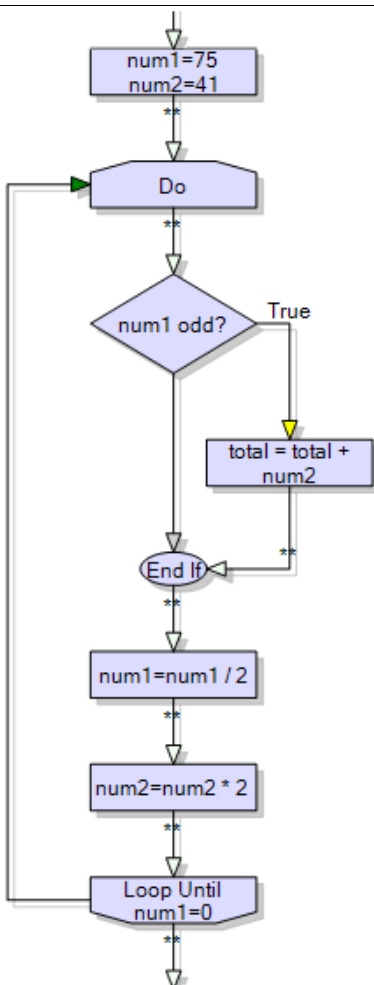 num1=75
num2=41
**
Do
**
num1 odd?
True
total = total +
num2
**
End If
**
num1=num1 / 2
**
num2=num2 * 2
**
Loop Until
num1=0
**